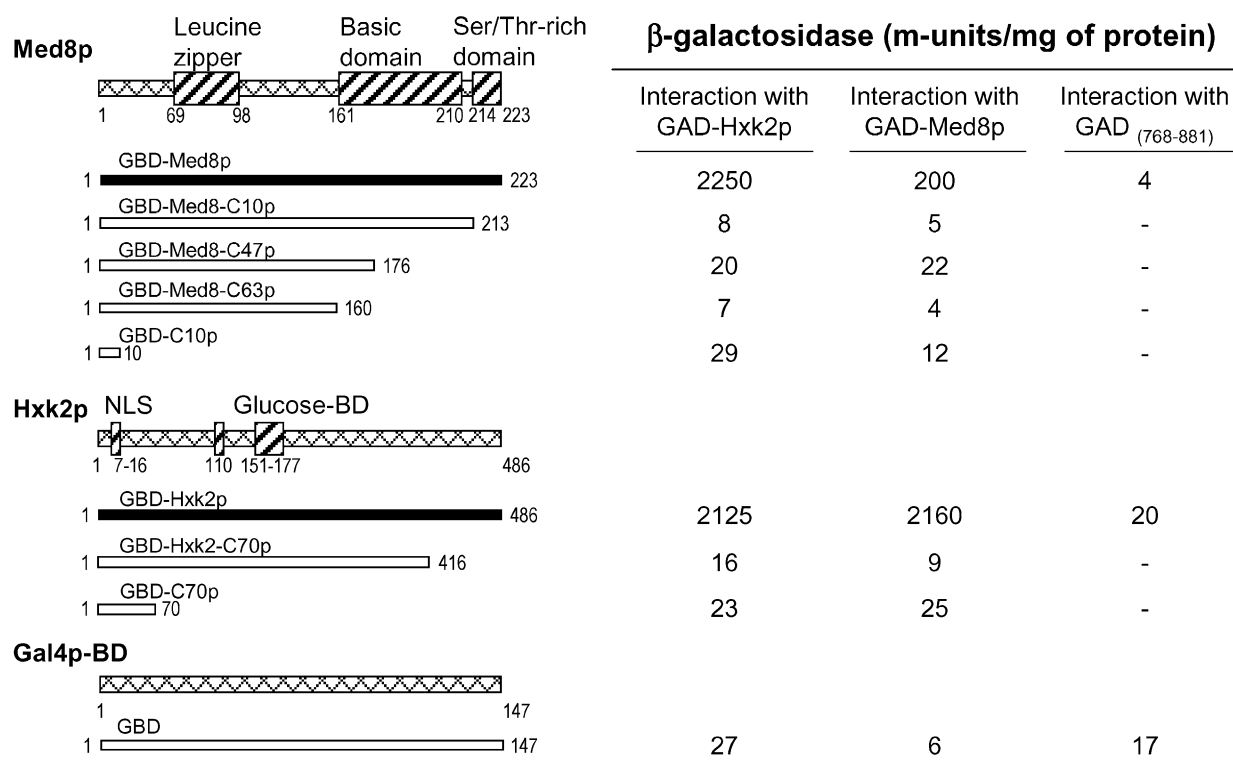 Med8p
Leucine zipper
Basic domain
Ser/Thr-rich domain
1 69 98 161 210 214 223
β-galactosidase (m-units/mg of protein)
Interaction with GAD-Hxk2p
Interaction with GAD-Med8p
Interaction with GAD (768-881)
GBD-Med8p
1 223 2250 200 4
GBD-Med8-C10p
1 213 8 5 -
GBD-Med8-C47p
1 176 20 22 -
GBD-Med8-C63p
1 160 7 4 -
GBD-C10p
1 10 29 12 -
Hxk2p
NLS Glucose-BD
1 7-16 110 151-177 486
GBD-Hxk2p
1 486 2125 2160 20
GBD-Hxk2-C70p
1 416 16 9 -
GBD-C70p
1 70 23 25 -
Gal4p-BD
1 147
GBD
1 147 27 6 17